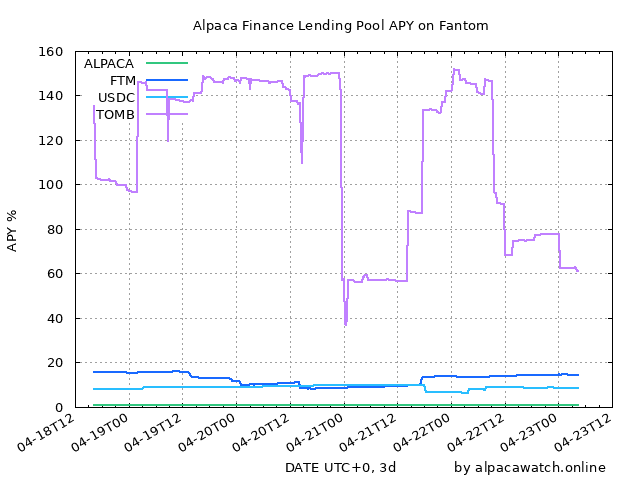 Alpaca Finance Lending Pool APY on Fantom
160
140
120
100
80
60
40
20
0
APY %
ALPACA
FTM
USDC
TOMB
04-18T12
04-19T00
04-19T12
04-20T00
04-20T12
04-21T00
04-21T12
04-22T00
04-22T12
04-23T00
04-23T12
DATE UTC+0, 3d
by alpacawatch.online